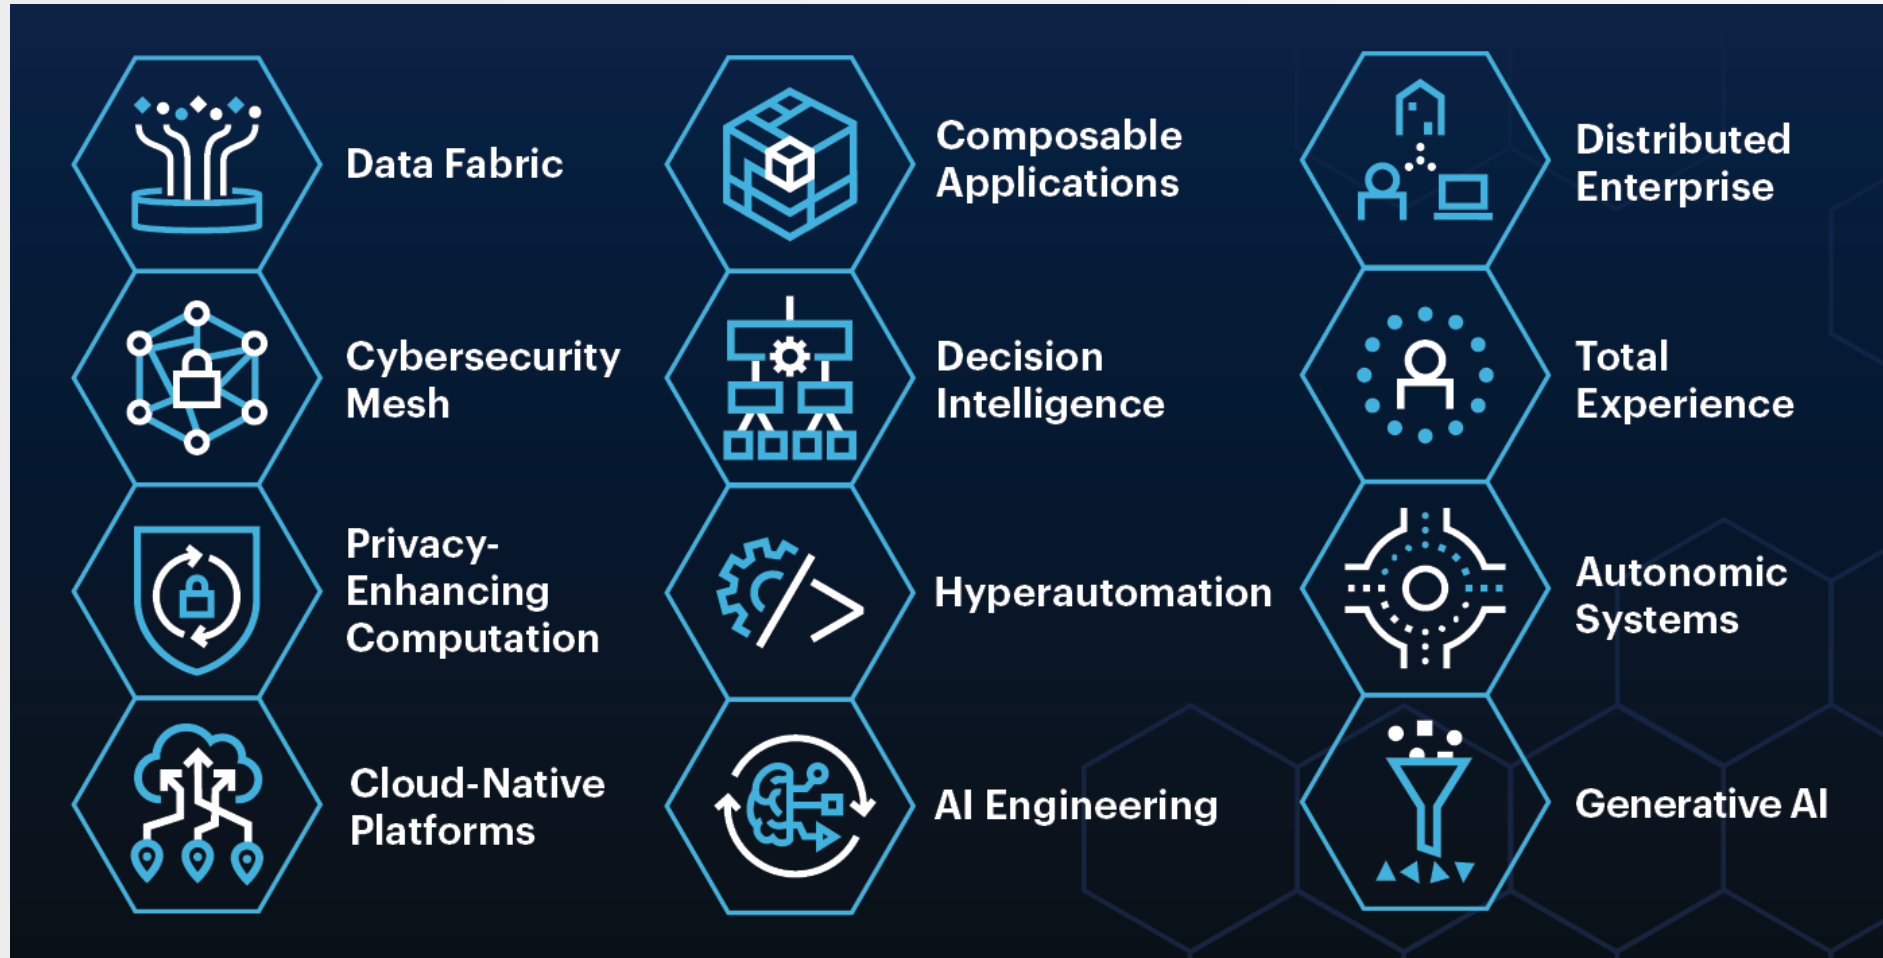 Data Fabric
Cybersecurity
Mesh
Privacy-
Enhancing
Computation
Cloud-Native
Platforms
Composable
Applications
Decision
Intelligence
Hyperautomation
AI Engineering
Distributed
Enterprise
Total
Experience
Autonomic
Systems
Generative AI